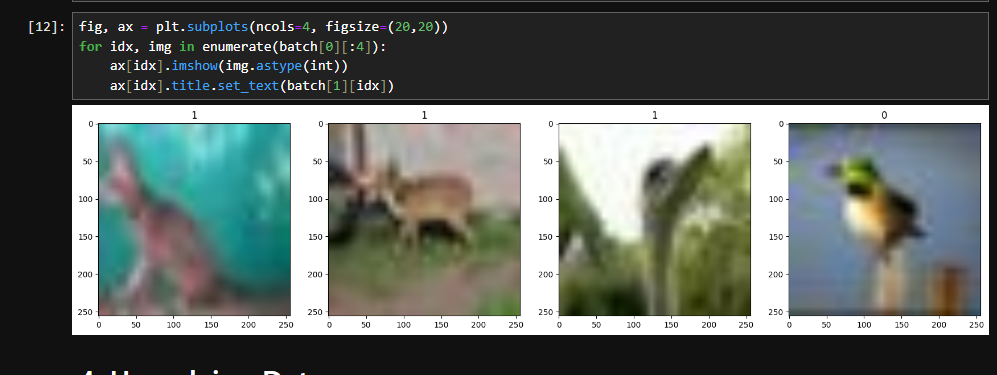 [12]: fig, ax = plt.subplots(ncols=4, figsize=(20,20))
for idx, img in enumerate(batch[0][:4]):
    ax[idx].imshow(img.astype(int))
    ax[idx].title.set_text(batch[1][idx])
1 1 1 0
0 0 0 0
50 50 50 50
100 100 100 100
150 150 150 150
200 200 200 200
250 250 250 250
0 50 100 150 200 250 0 50 100 150 200 250 0 50 100 150 200 250 0 50 100 150 200 250